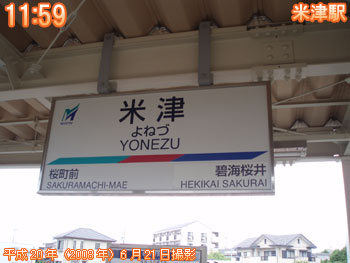 11:59
米津駅
米津
よねづ
YONEZU
桜町前
SAKURAMACHI-MAE
碧海桜井
HEKIKAI SAKURAI
平成20年（2008年）6月21日撮影